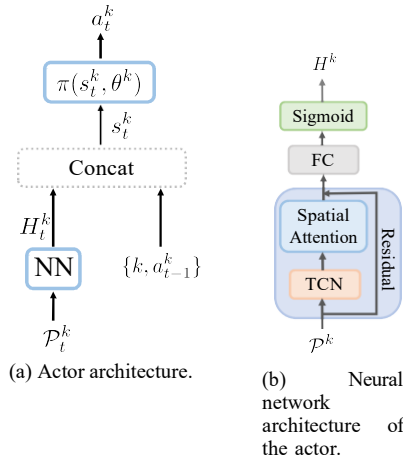 a_t^k
π(s_t^k, θ^k)
s_t^k
Concat
H_t^k
NN
{k, a_{t-1}^k}
𝒫_t^k
(a) Actor architecture.
H^k
Sigmoid
FC
Spatial
Attention
Residual
TCN
𝒫^k
(b) Neural
network
architecture of
the actor.